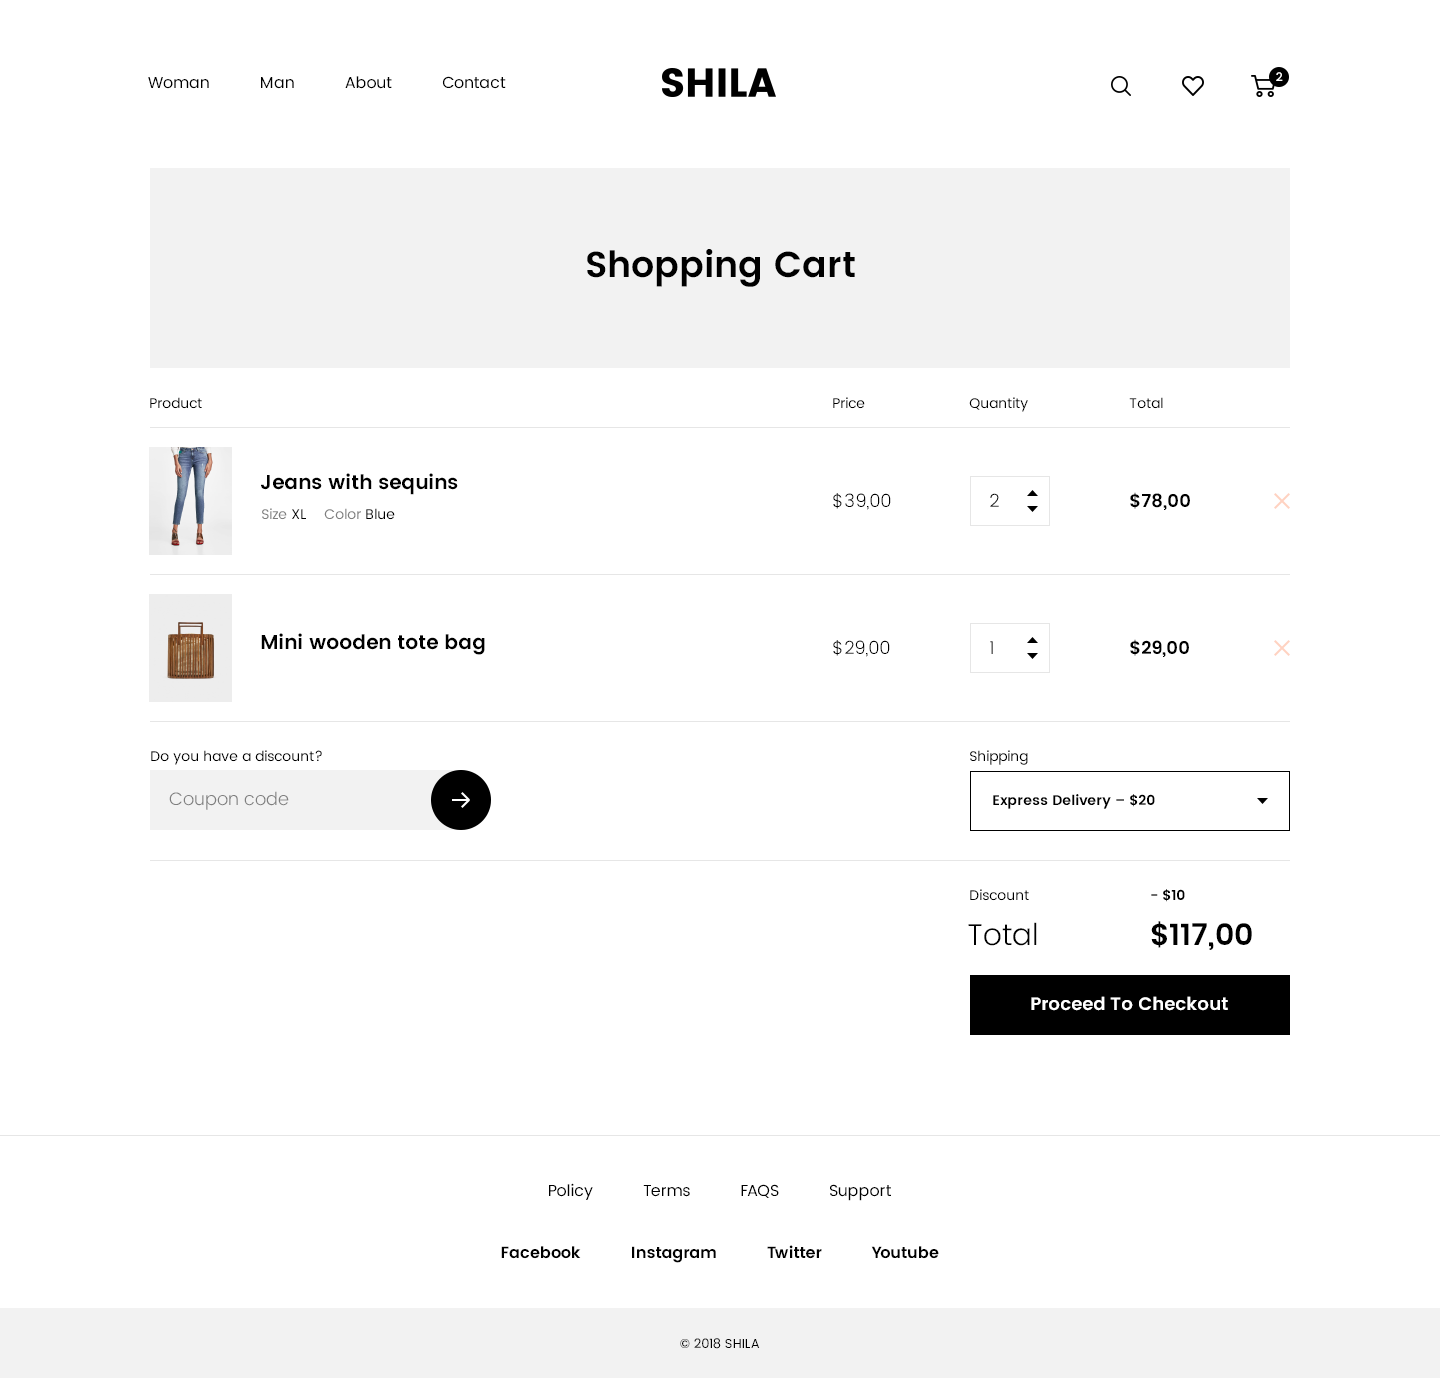 Woman Man About Contact SHILA 2
Shopping Cart
Product Price Quantity Total
Jeans with sequins
Size XL Color Blue
$39,00 2 $78,00
Mini wooden tote bag
$29,00 1 $29,00
Do you have a discount? Shipping
Coupon code Express Delivery – $20
Discount - $10
Total $117,00
Proceed To Checkout
Policy Terms FAQS Support
Facebook Instagram Twitter Youtube
© 2018 SHILA